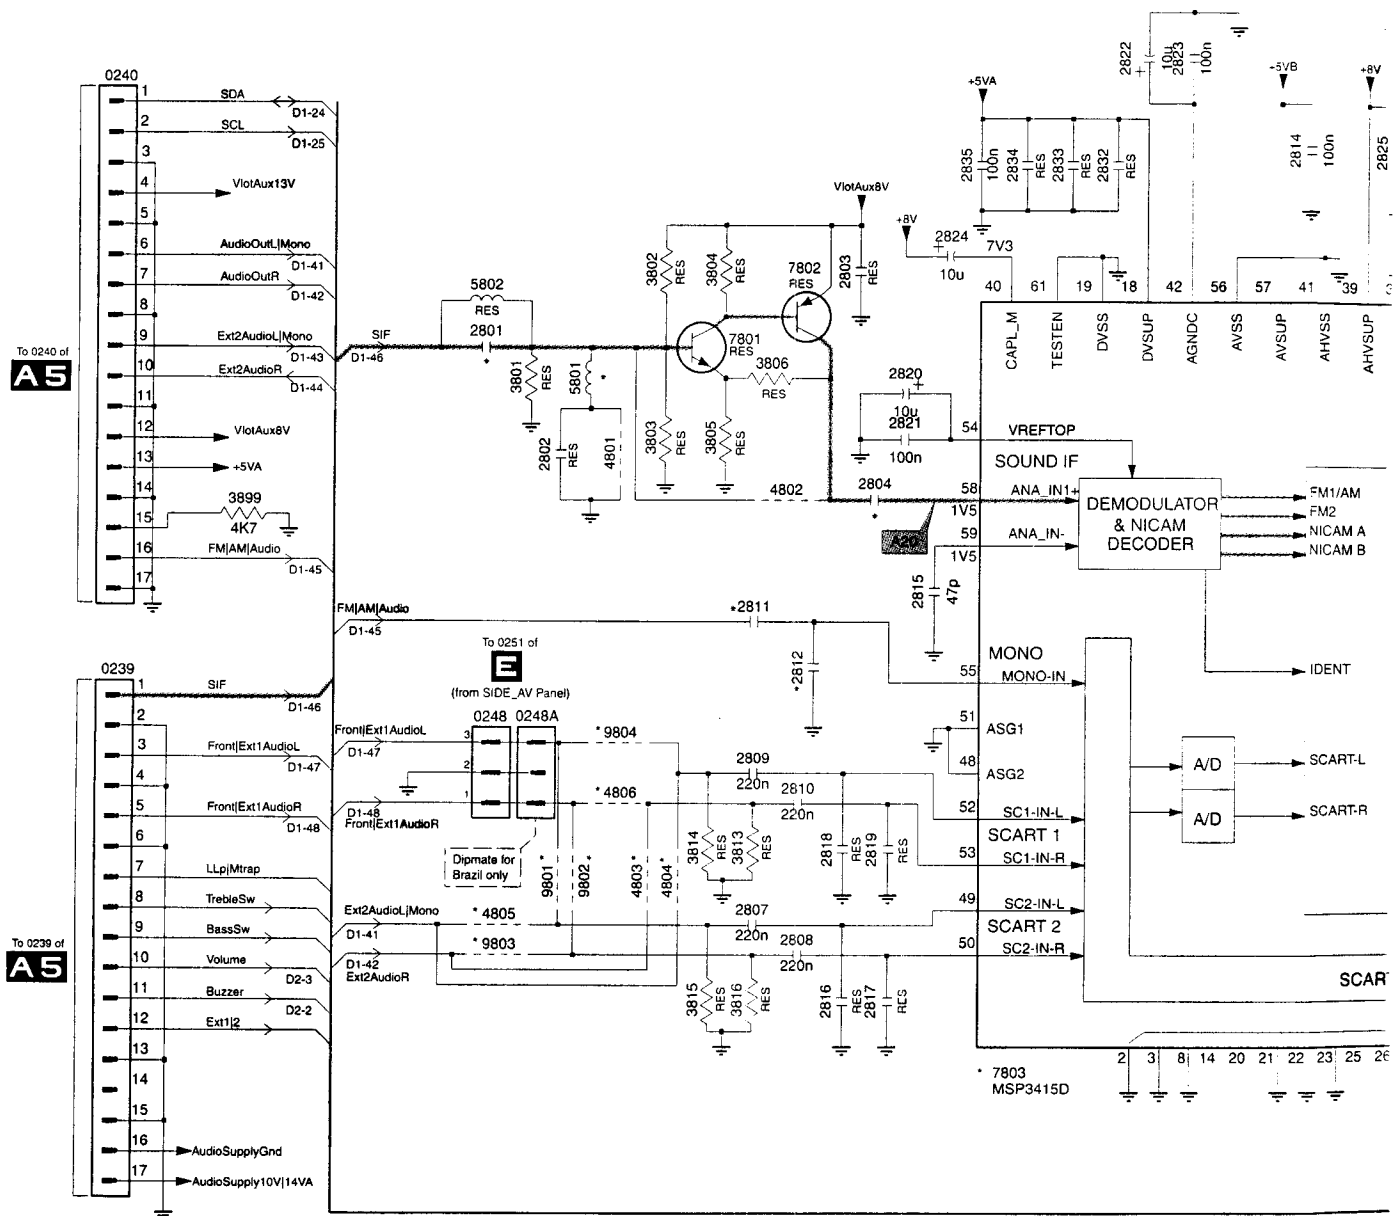 0240
1 SDA D1-24
2 SCL D1-25
3
4 VlotAux13V
5
6 AudioOutL|Mono D1-41
7 AudioOutR D1-42
8
9 Ext2AudioL|Mono D1-43
10 Ext2AudioR D1-44
11
12 VlotAux8V
13 +5VA
14
15 3899 4K7
16 FM|AM|Audio D1-45
17
To 0240 of
A5
0239
1 SIF D1-46
2
3 Front|Ext1AudioL D1-47
4
5 Front|Ext1AudioR D1-48
6
7 LLp|Mtrap
8 TrebleSw
9 BassSw
10 Volume D2-3
11 Buzzer D2-2
12 Ext1|2
13
14
15
16 AudioSupplyGnd
17 AudioSupply10V|14VA
To 0239 of
A5
SIF
D1-46
5802
RES
2801
*
3801 RES
5801 *
2802 RES
4801
3802 RES
3803 RES
3804 RES
3805 RES
7801
RES
7802
RES
3806
RES
VlotAux8V
2803 RES
4802
2804
*
A20
2820
+
10u
2821
100n
2815 47p
+8V
+
2824
10u
7V3
+5VA
2835 100n
2834 RES
2833 RES
2832 RES
2822 10u +
2823 100n
+5VB
2814 100n
+8V
2825
40 61 19 18 42 56 57 41 39 3
CAPL_M
TESTEN
DVSS
DVSUP
AGNDC
AVSS
AVSUP
AHVSS
AHVSUP
54 VREFTOP
SOUND IF
58 ANA_IN1+
1V5
59 ANA_IN-
1V5
DEMODULATOR
& NICAM
DECODER
FM1/AM
FM2
NICAM A
NICAM B
IDENT
FM|AM|Audio
D1-45
*2811
*2812
MONO
55 MONO-IN
51 ASG1
48 ASG2
52 SC1-IN-L
SCART 1
53 SC1-IN-R
49 SC2-IN-L
SCART 2
50 SC2-IN-R
A/D
A/D
SCART-L
SCART-R
SCAR
To 0251 of
E
(from SIDE_AV Panel)
0248 0248A
3
2
1
Front|Ext1AudioL
D1-47
D1-48
Front|Ext1AudioR
Dipmate for
Brazil only
* 9804
* 4806
9801 *
9802 *
4803 *
4804 *
Ext2AudioL|Mono
D1-41
* 4805
* 9803
D1-42
Ext2AudioR
2809
220n
2810
220n
3814 RES
3813 RES
2818 RES
2819 RES
2807
220n
2808
220n
3815 RES
3816 RES
2816 RES
2817 RES
* 7803
MSP3415D
2 3 8 14 20 21 22 23 25 26